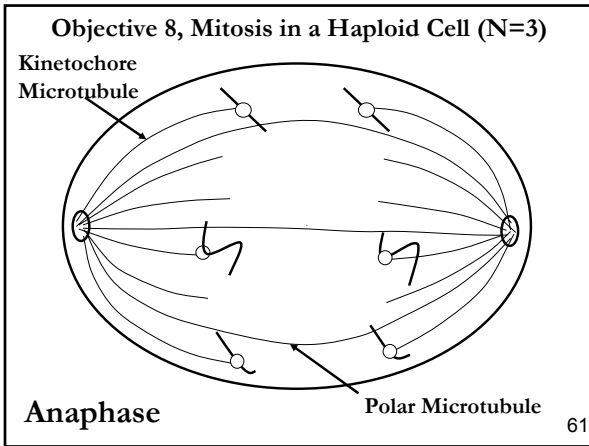 Objective 8, Mitosis in a Haploid Cell (N=3)
Kinetochore
Microtubule
Polar Microtubule
Anaphase
61